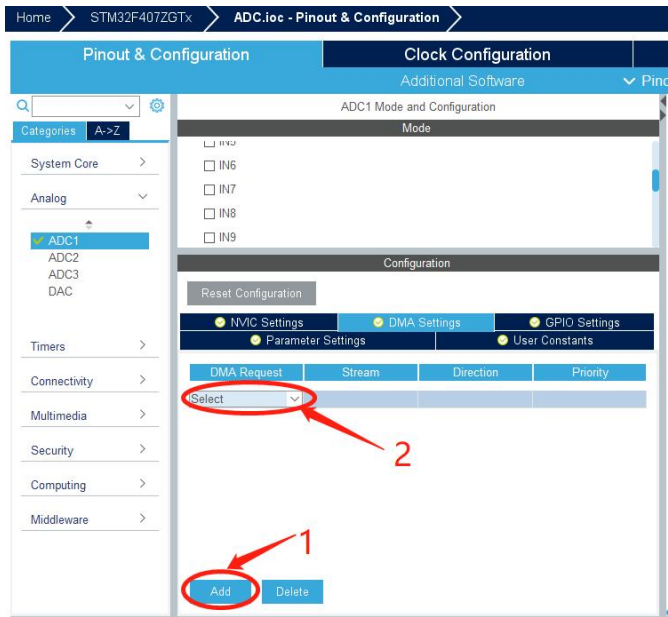 Home STM32F407ZGTx ADC.ioc - Pinout & Configuration
Pinout & Configuration Clock Configuration
Additional Software Pino
ADC1 Mode and Configuration
Categories A->Z
Mode
System Core
Analog
ADC1
ADC2
ADC3
DAC
Timers
Connectivity
Multimedia
Security
Computing
Middleware
IN5
IN6
IN7
IN8
IN9
Configuration
Reset Configuration
NVIC Settings DMA Settings GPIO Settings
Parameter Settings User Constants
DMA Request Stream Direction Priority
Select
2
1
Add Delete